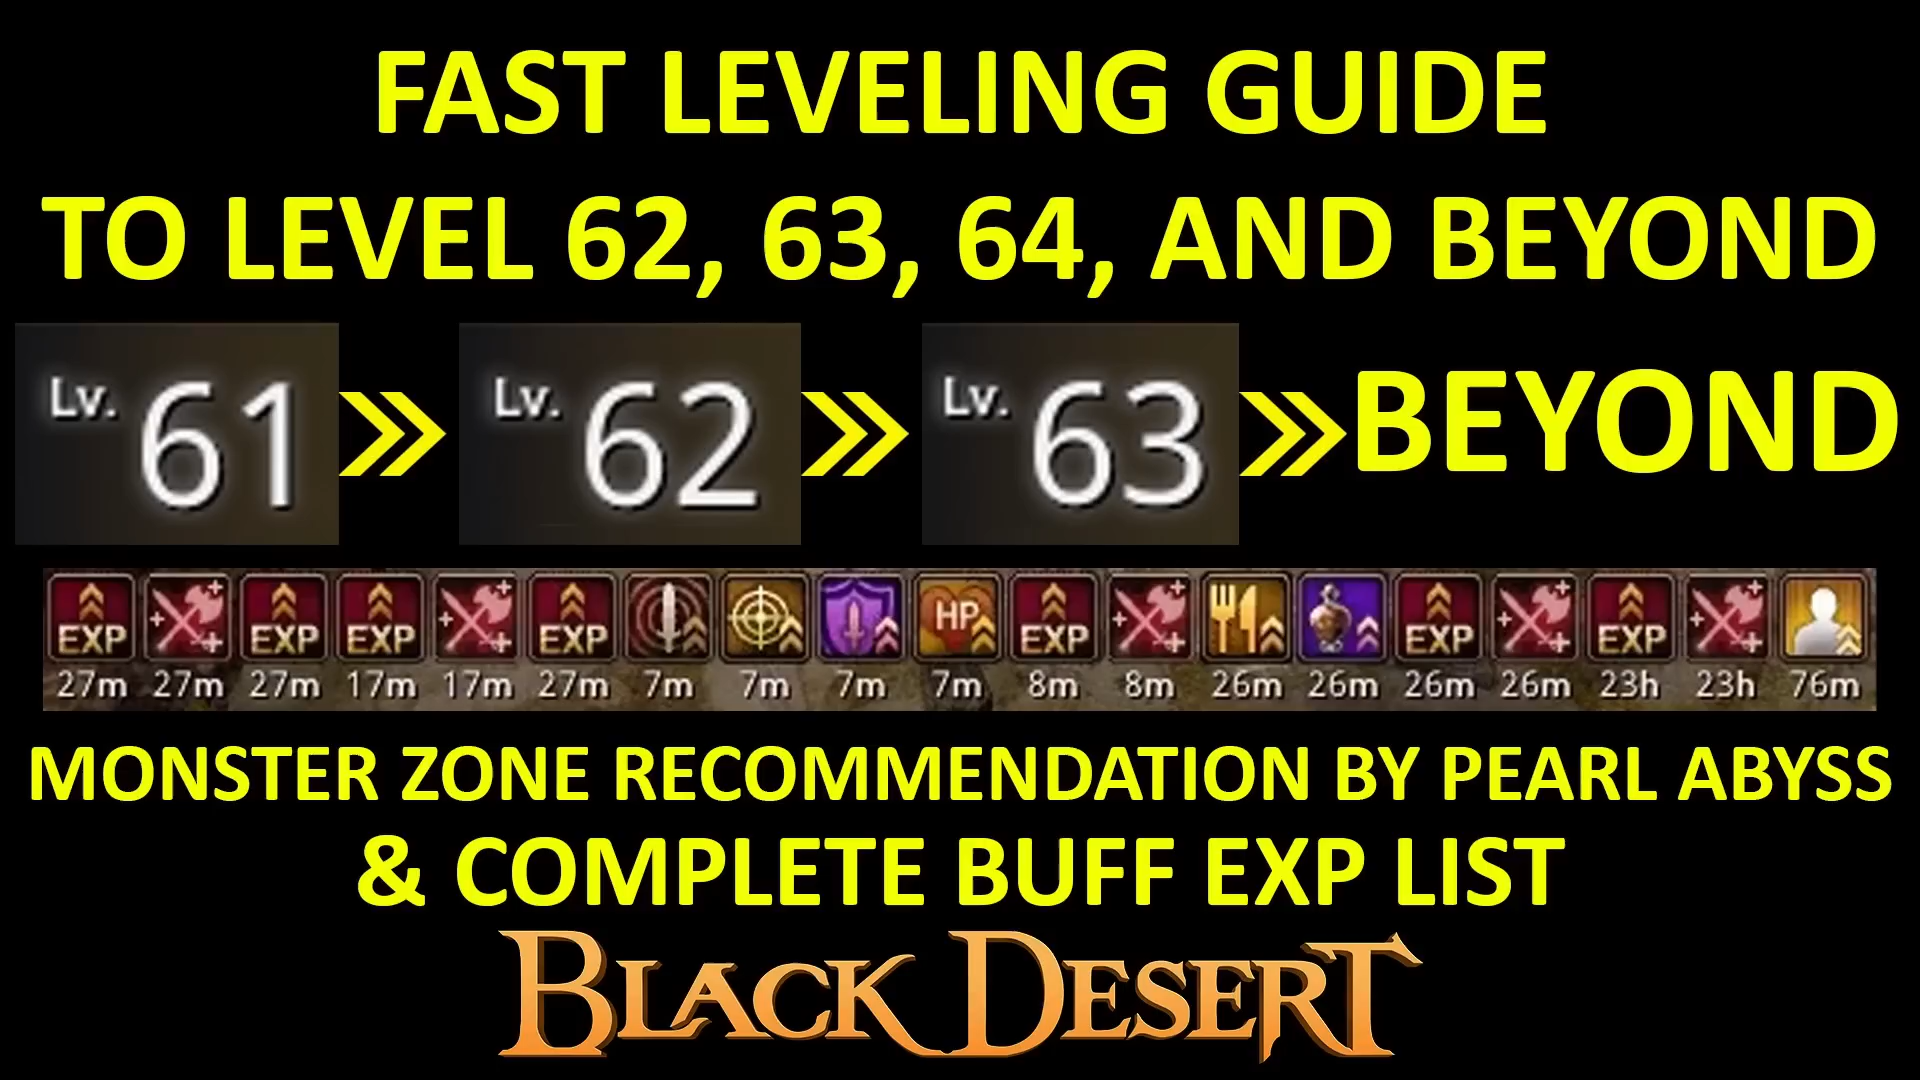 FAST LEVELING GUIDE
TO LEVEL 62, 63, 64, AND BEYOND
Lv. 61 Lv. 62 Lv. 63 BEYOND
EXP EXP EXP EXP HP EXP EXP EXP
27m 27m 27m 17m 17m 27m 7m 7m 7m 7m 8m 8m 26m 26m 26m 26m 23h 23h 76m
MONSTER ZONE RECOMMENDATION BY PEARL ABYSS
& COMPLETE BUFF EXP LIST
BLACK DESERT